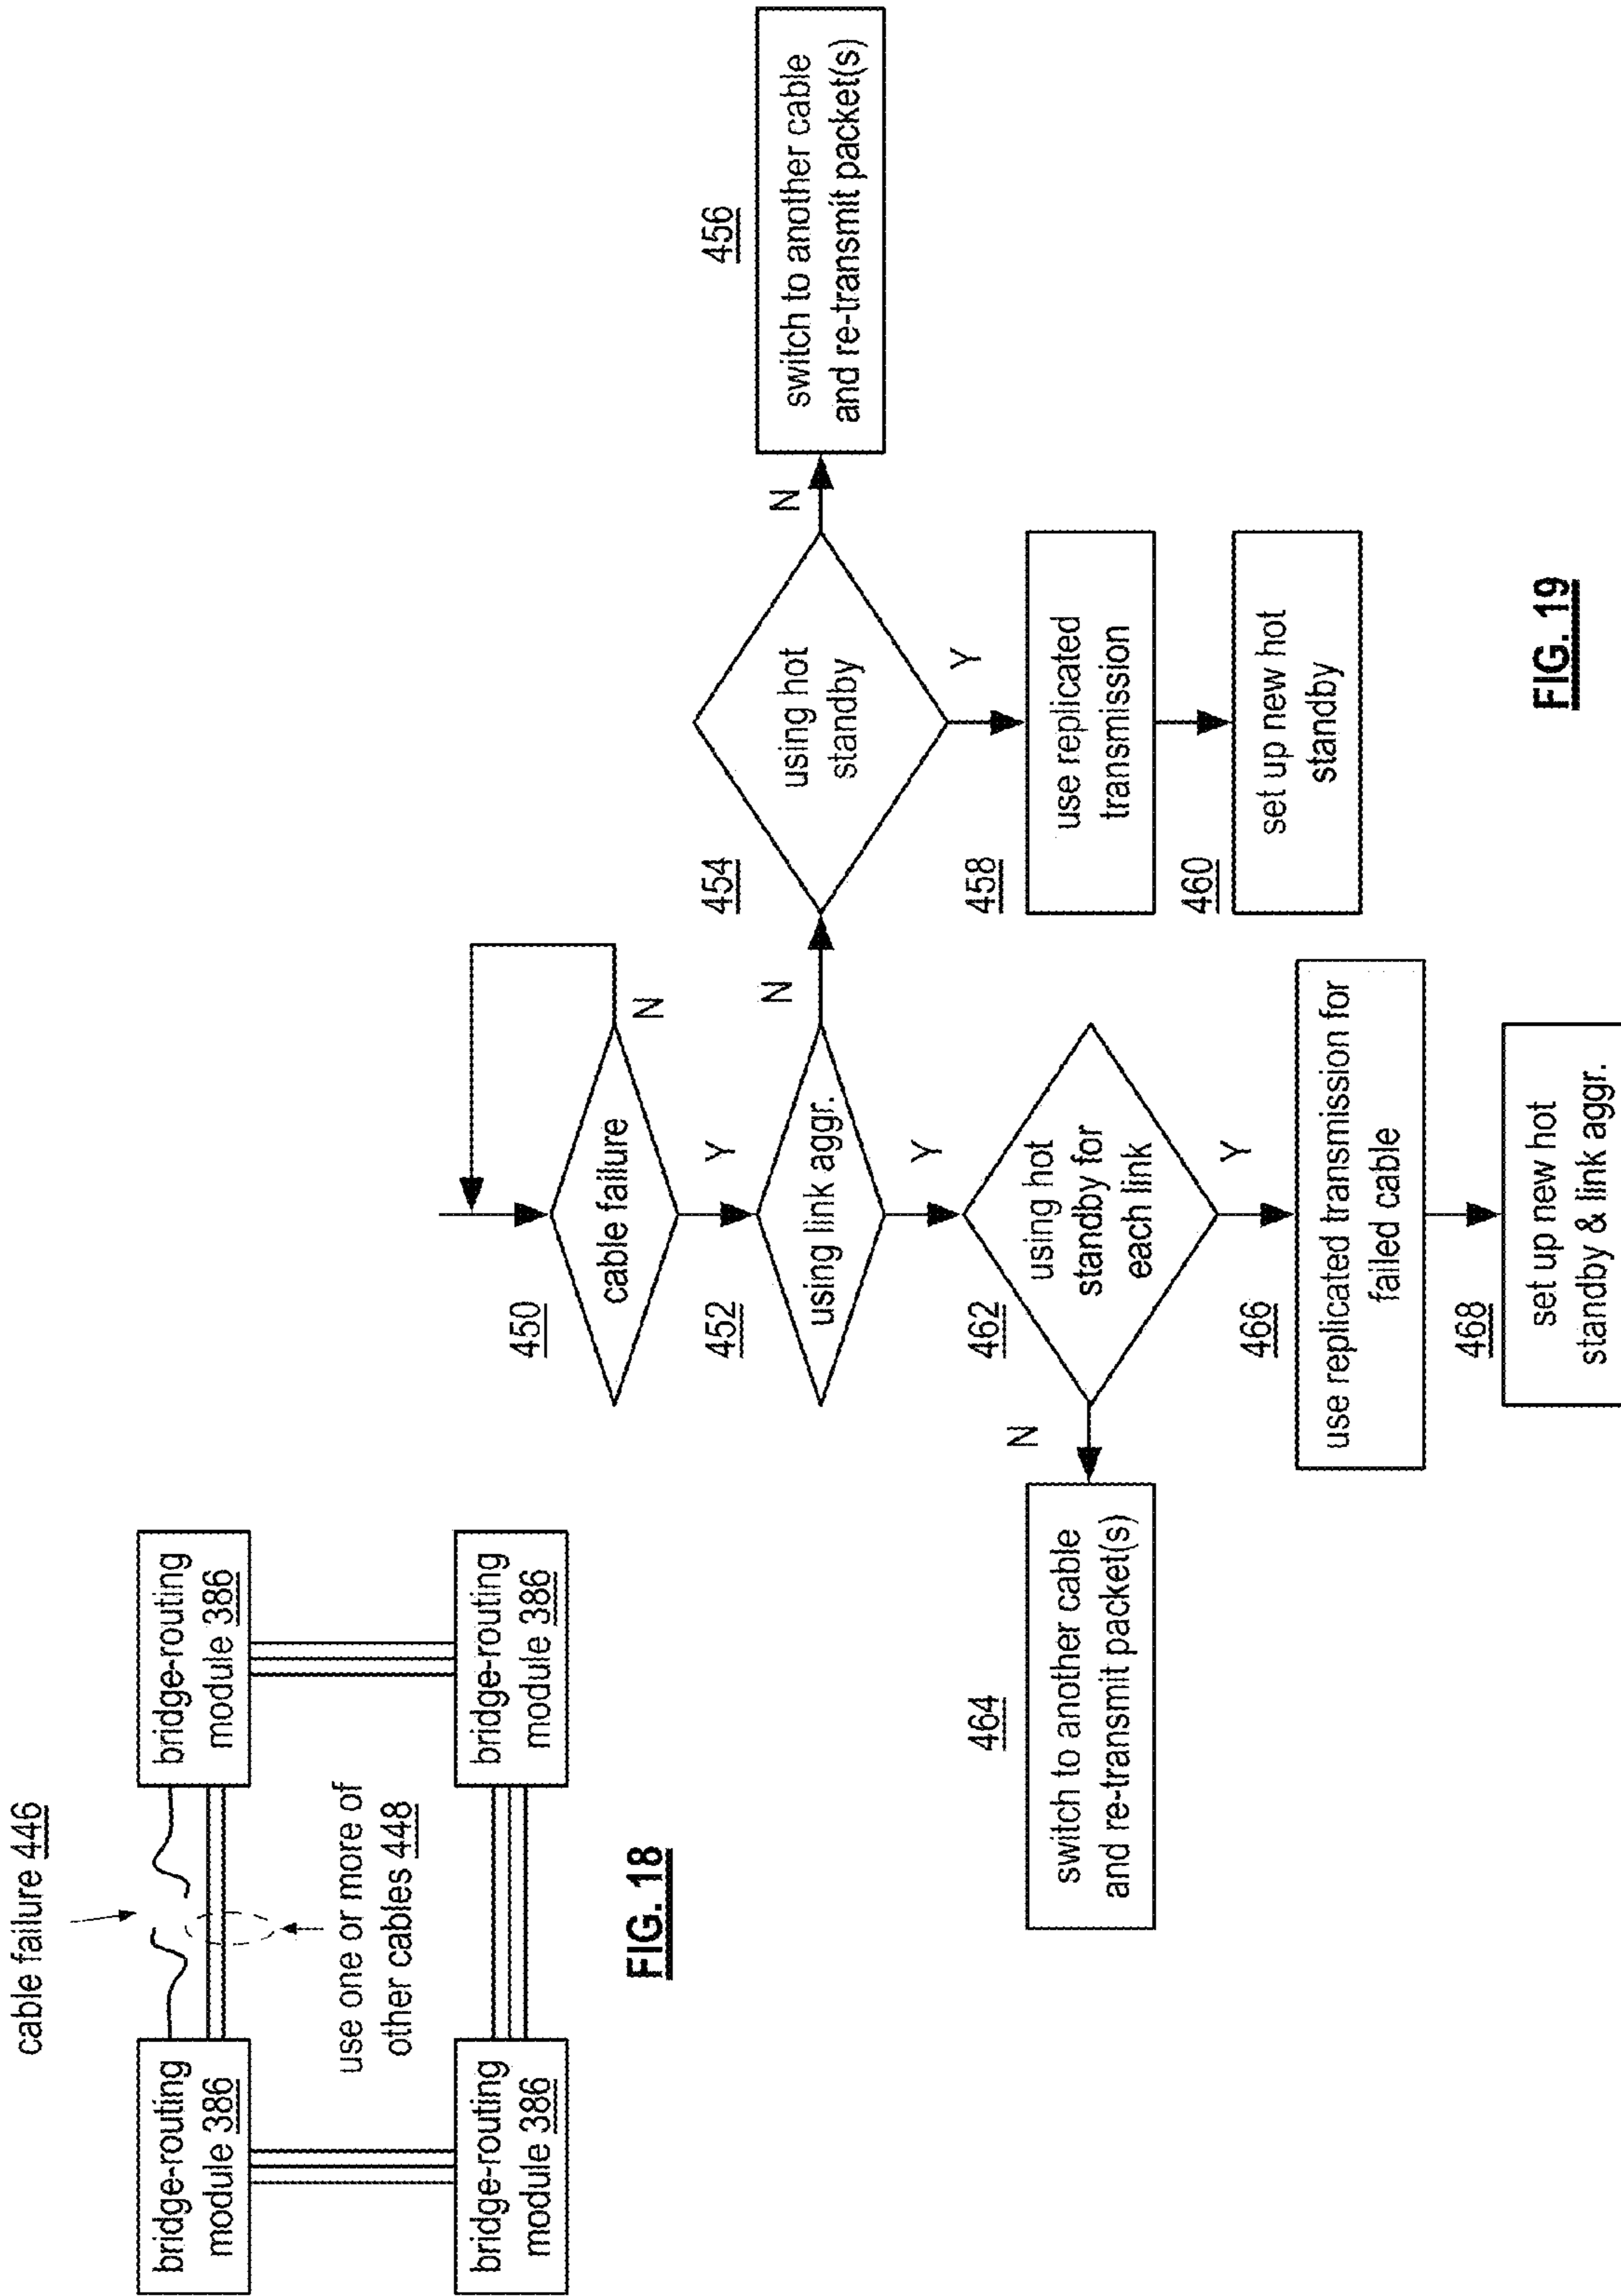 cable failure 446
bridge-routing
module 386
bridge-routing
module 386
use one or more of
other cables 448
bridge-routing
module 386
bridge-routing
module 386
FIG. 18
450
cable failure
N
Y
452
using link aggr.
N
Y
454
using hot
standby
N
Y
456
switch to another cable
and re-transmit packet(s)
458
use replicated
transmission
460
set up new hot
standby
462
using hot
standby for
each link
N
Y
464
switch to another cable
and re-transmit packet(s)
466
use replicated transmission for
failed cable
468
set up new hot
standby & link aggr.
FIG. 19